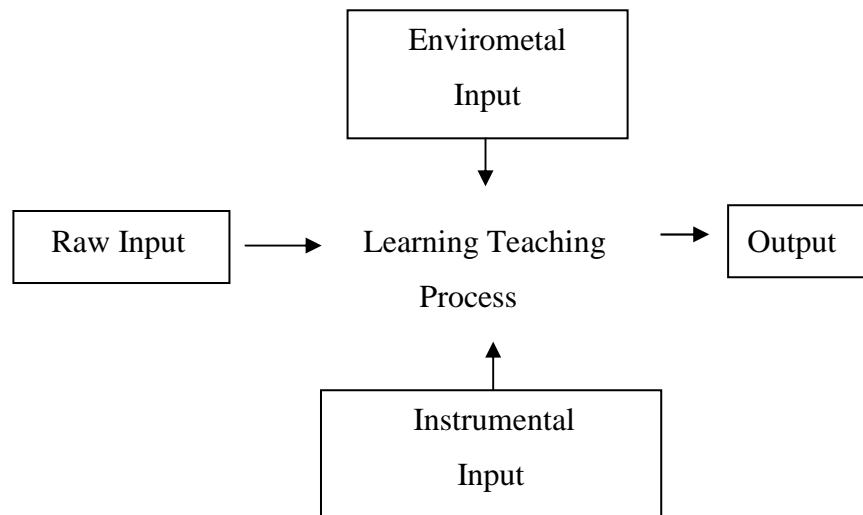 Envirometal
Input
Raw Input
Learning Teaching
Process
Output
Instrumental
Input